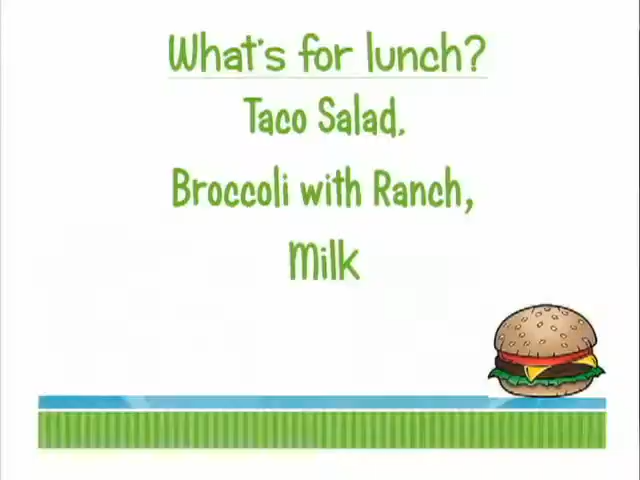 What's for lunch?
Taco Salad,
Broccoli with Ranch,
Milk